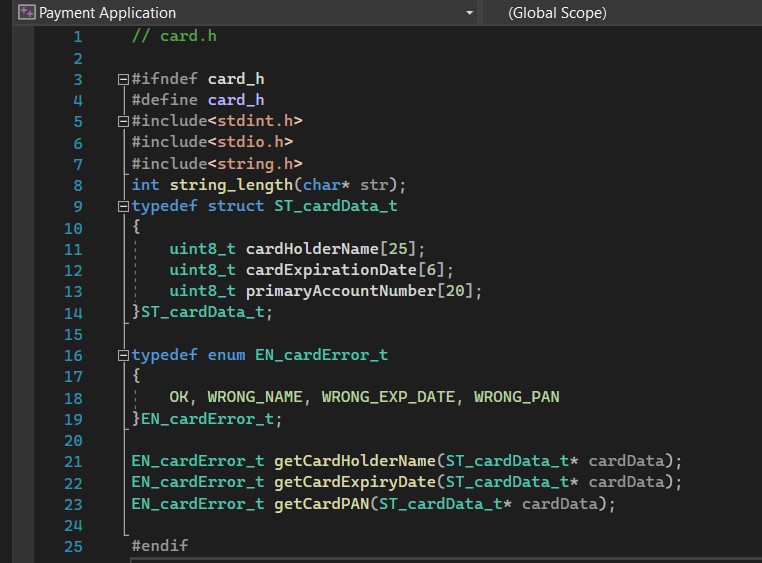 Payment Application (Global Scope)
1 // card.h
2
3 #ifndef card_h
4 #define card_h
5 #include<stdint.h>
6 #include<stdio.h>
7 #include<string.h>
8 int string_length(char* str);
9 typedef struct ST_cardData_t
10 {
11 uint8_t cardHolderName[25];
12 uint8_t cardExpirationDate[6];
13 uint8_t primaryAccountNumber[20];
14 }ST_cardData_t;
15
16 typedef enum EN_cardError_t
17 {
18 OK, WRONG_NAME, WRONG_EXP_DATE, WRONG_PAN
19 }EN_cardError_t;
20
21 EN_cardError_t getCardHolderName(ST_cardData_t* cardData);
22 EN_cardError_t getCardExpiryDate(ST_cardData_t* cardData);
23 EN_cardError_t getCardPAN(ST_cardData_t* cardData);
24
25 #endif